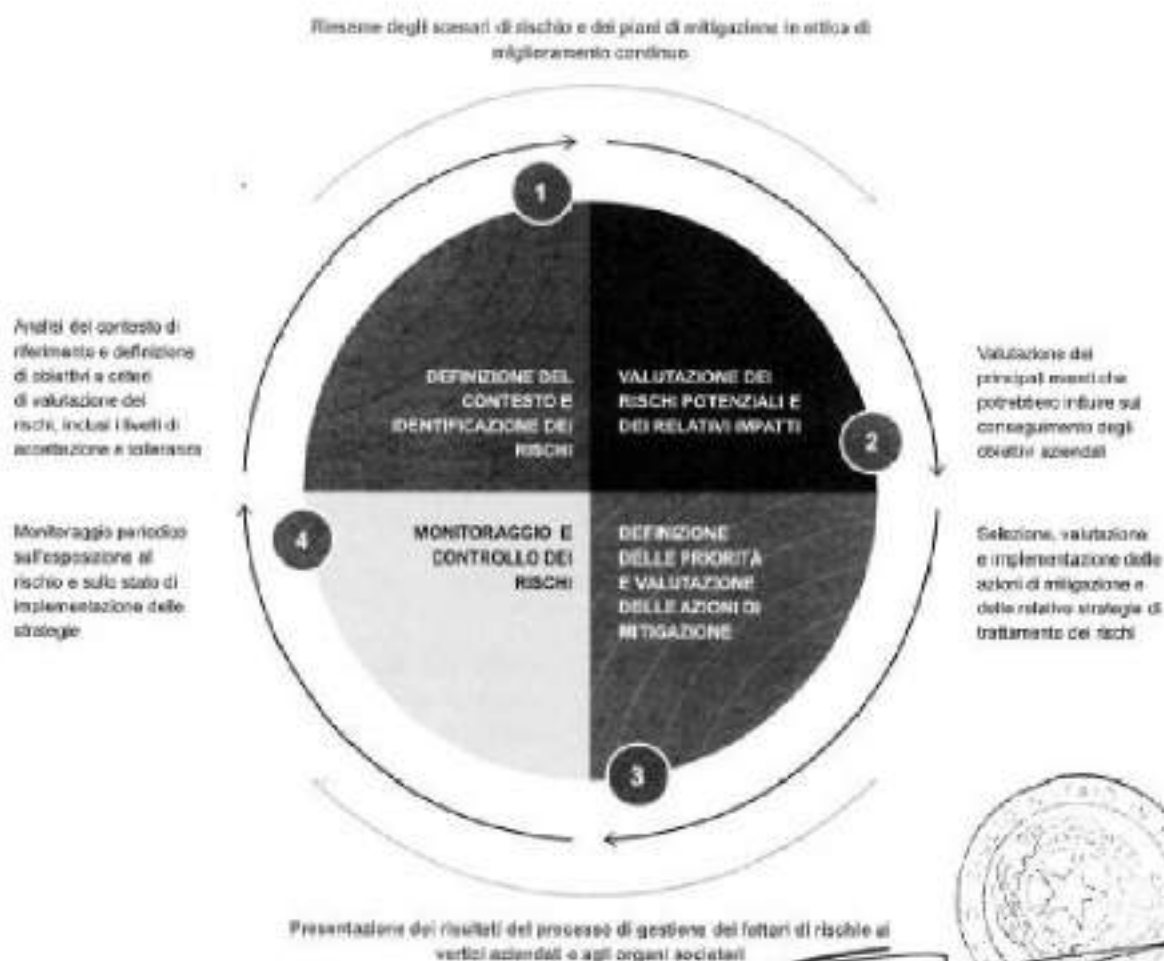 Riesame degli scenari di rischio e dei piani di mitigazione in ottica di
miglioramento continuo
1
Analisi del contesto di
riferimento e definizione
di obiettivi e criteri
di valutazione dei
rischi, inclusi i livelli di
accettazione e tolleranza
DEFINIZIONE DEL
CONTESTO E
IDENTIFICAZIONE DEI
RISCHI
VALUTAZIONE DEI
RISCHI POTENZIALI E
DEI RELATIVI IMPATTI
2
Valutazione dei
principali eventi che
potrebbero influire sul
conseguimento degli
obiettivi aziendali
4
Monitoraggio periodico
sull'esposizione al
rischio e sullo stato di
implementazione delle
strategie
MONITORAGGIO E
CONTROLLO DEI
RISCHI
DEFINIZIONE
DELLE PRIORITÀ
E VALUTAZIONE
DELLE AZIONI DI
MITIGAZIONE
Selezione, valutazione
e implementazione delle
azioni di mitigazione e
delle relative strategie di
trattamento dei rischi
3
Presentazione dei risultati del processo di gestione dei fattori di rischio ai
vertici aziendali e agli organi societari